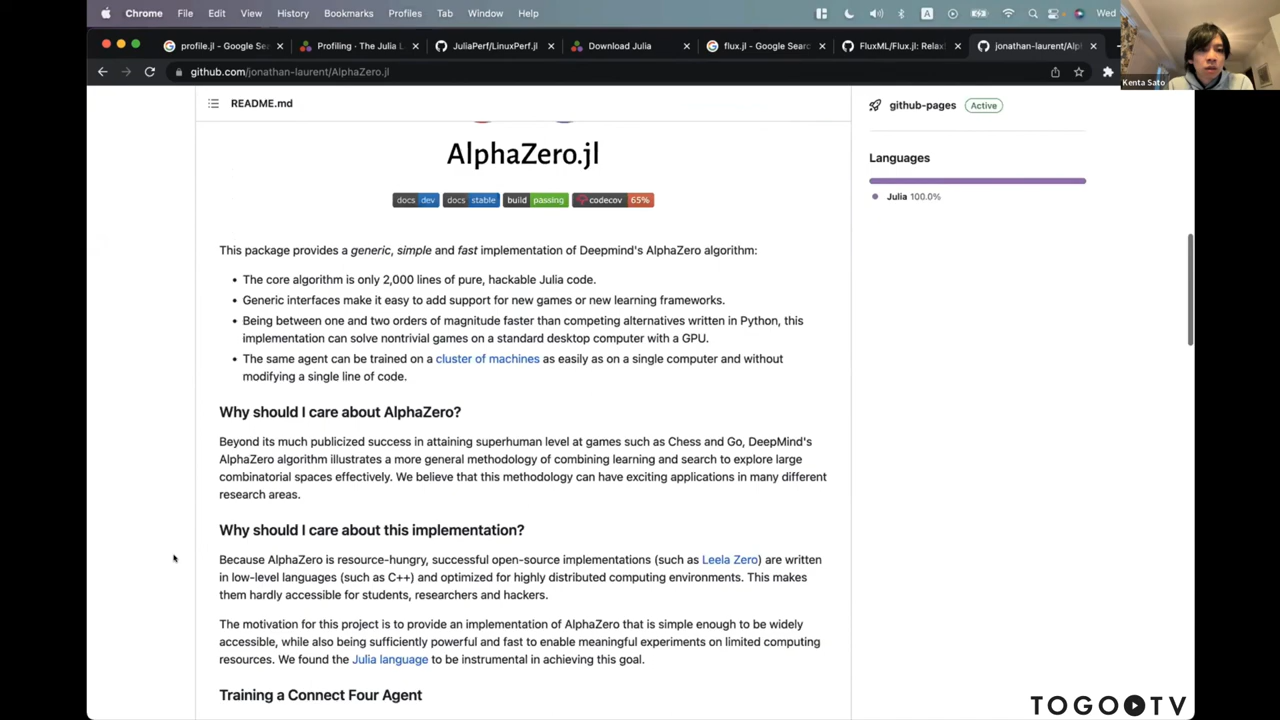 Chrome File Edit View History Bookmarks Profiles Tab Window Help A Wed
profile.jl - Google Sea Profiling · The Julia L JuliaPerf/LinuxPerf.jl Download Julia flux.jl - Google Search FluxML/Flux.jl: Relax jonathan-laurent/Alph
github.com/jonathan-laurent/AlphaZero.jl
Kenta Sato
README.md
github-pages Active
AlphaZero.jl
Languages
Julia 100.0%
docs dev docs stable build passing codecov 65%
This package provides a generic, simple and fast implementation of Deepmind's AlphaZero algorithm:
• The core algorithm is only 2,000 lines of pure, hackable Julia code.
• Generic interfaces make it easy to add support for new games or new learning frameworks.
• Being between one and two orders of magnitude faster than competing alternatives written in Python, this
implementation can solve nontrivial games on a standard desktop computer with a GPU.
• The same agent can be trained on a cluster of machines as easily as on a single computer and without
modifying a single line of code.
Why should I care about AlphaZero?
Beyond its much publicized success in attaining superhuman level at games such as Chess and Go, DeepMind's
AlphaZero algorithm illustrates a more general methodology of combining learning and search to explore large
combinatorial spaces effectively. We believe that this methodology can have exciting applications in many different
research areas.
Why should I care about this implementation?
Because AlphaZero is resource-hungry, successful open-source implementations (such as Leela Zero) are written
in low-level languages (such as C++) and optimized for highly distributed computing environments. This makes
them hardly accessible for students, researchers and hackers.
The motivation for this project is to provide an implementation of AlphaZero that is simple enough to be widely
accessible, while also being sufficiently powerful and fast to enable meaningful experiments on limited computing
resources. We found the Julia language to be instrumental in achieving this goal.
Training a Connect Four Agent
TOGO TV